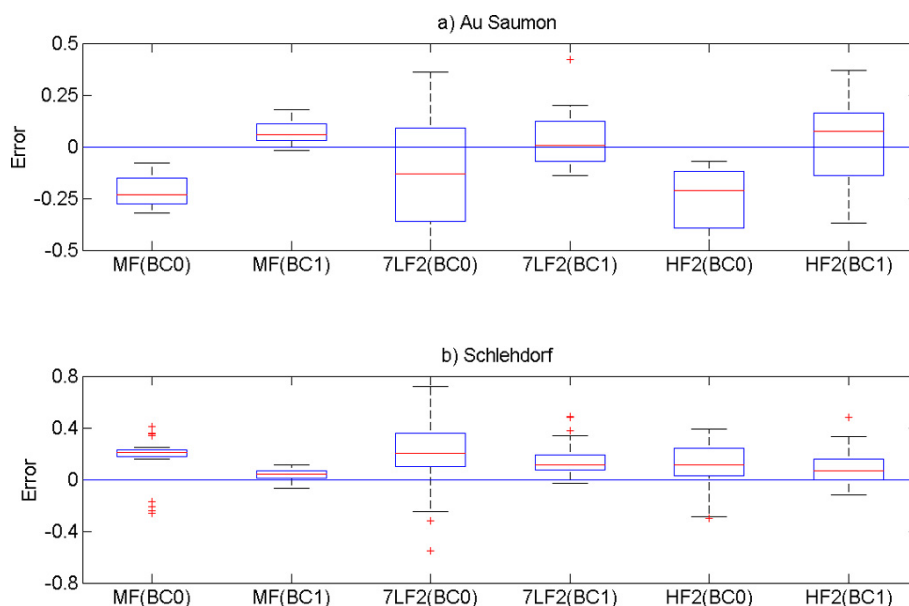 a) Au Saumon
0.5
0.25
0
-0.25
-0.5
Error
MF(BC0) MF(BC1) 7LF2(BC0) 7LF2(BC1) HF2(BC0) HF2(BC1)
b) Schlehdorf
0.8
0.4
0
-0.4
-0.8
Error
MF(BC0) MF(BC1) 7LF2(BC0) 7LF2(BC1) HF2(BC0) HF2(BC1)